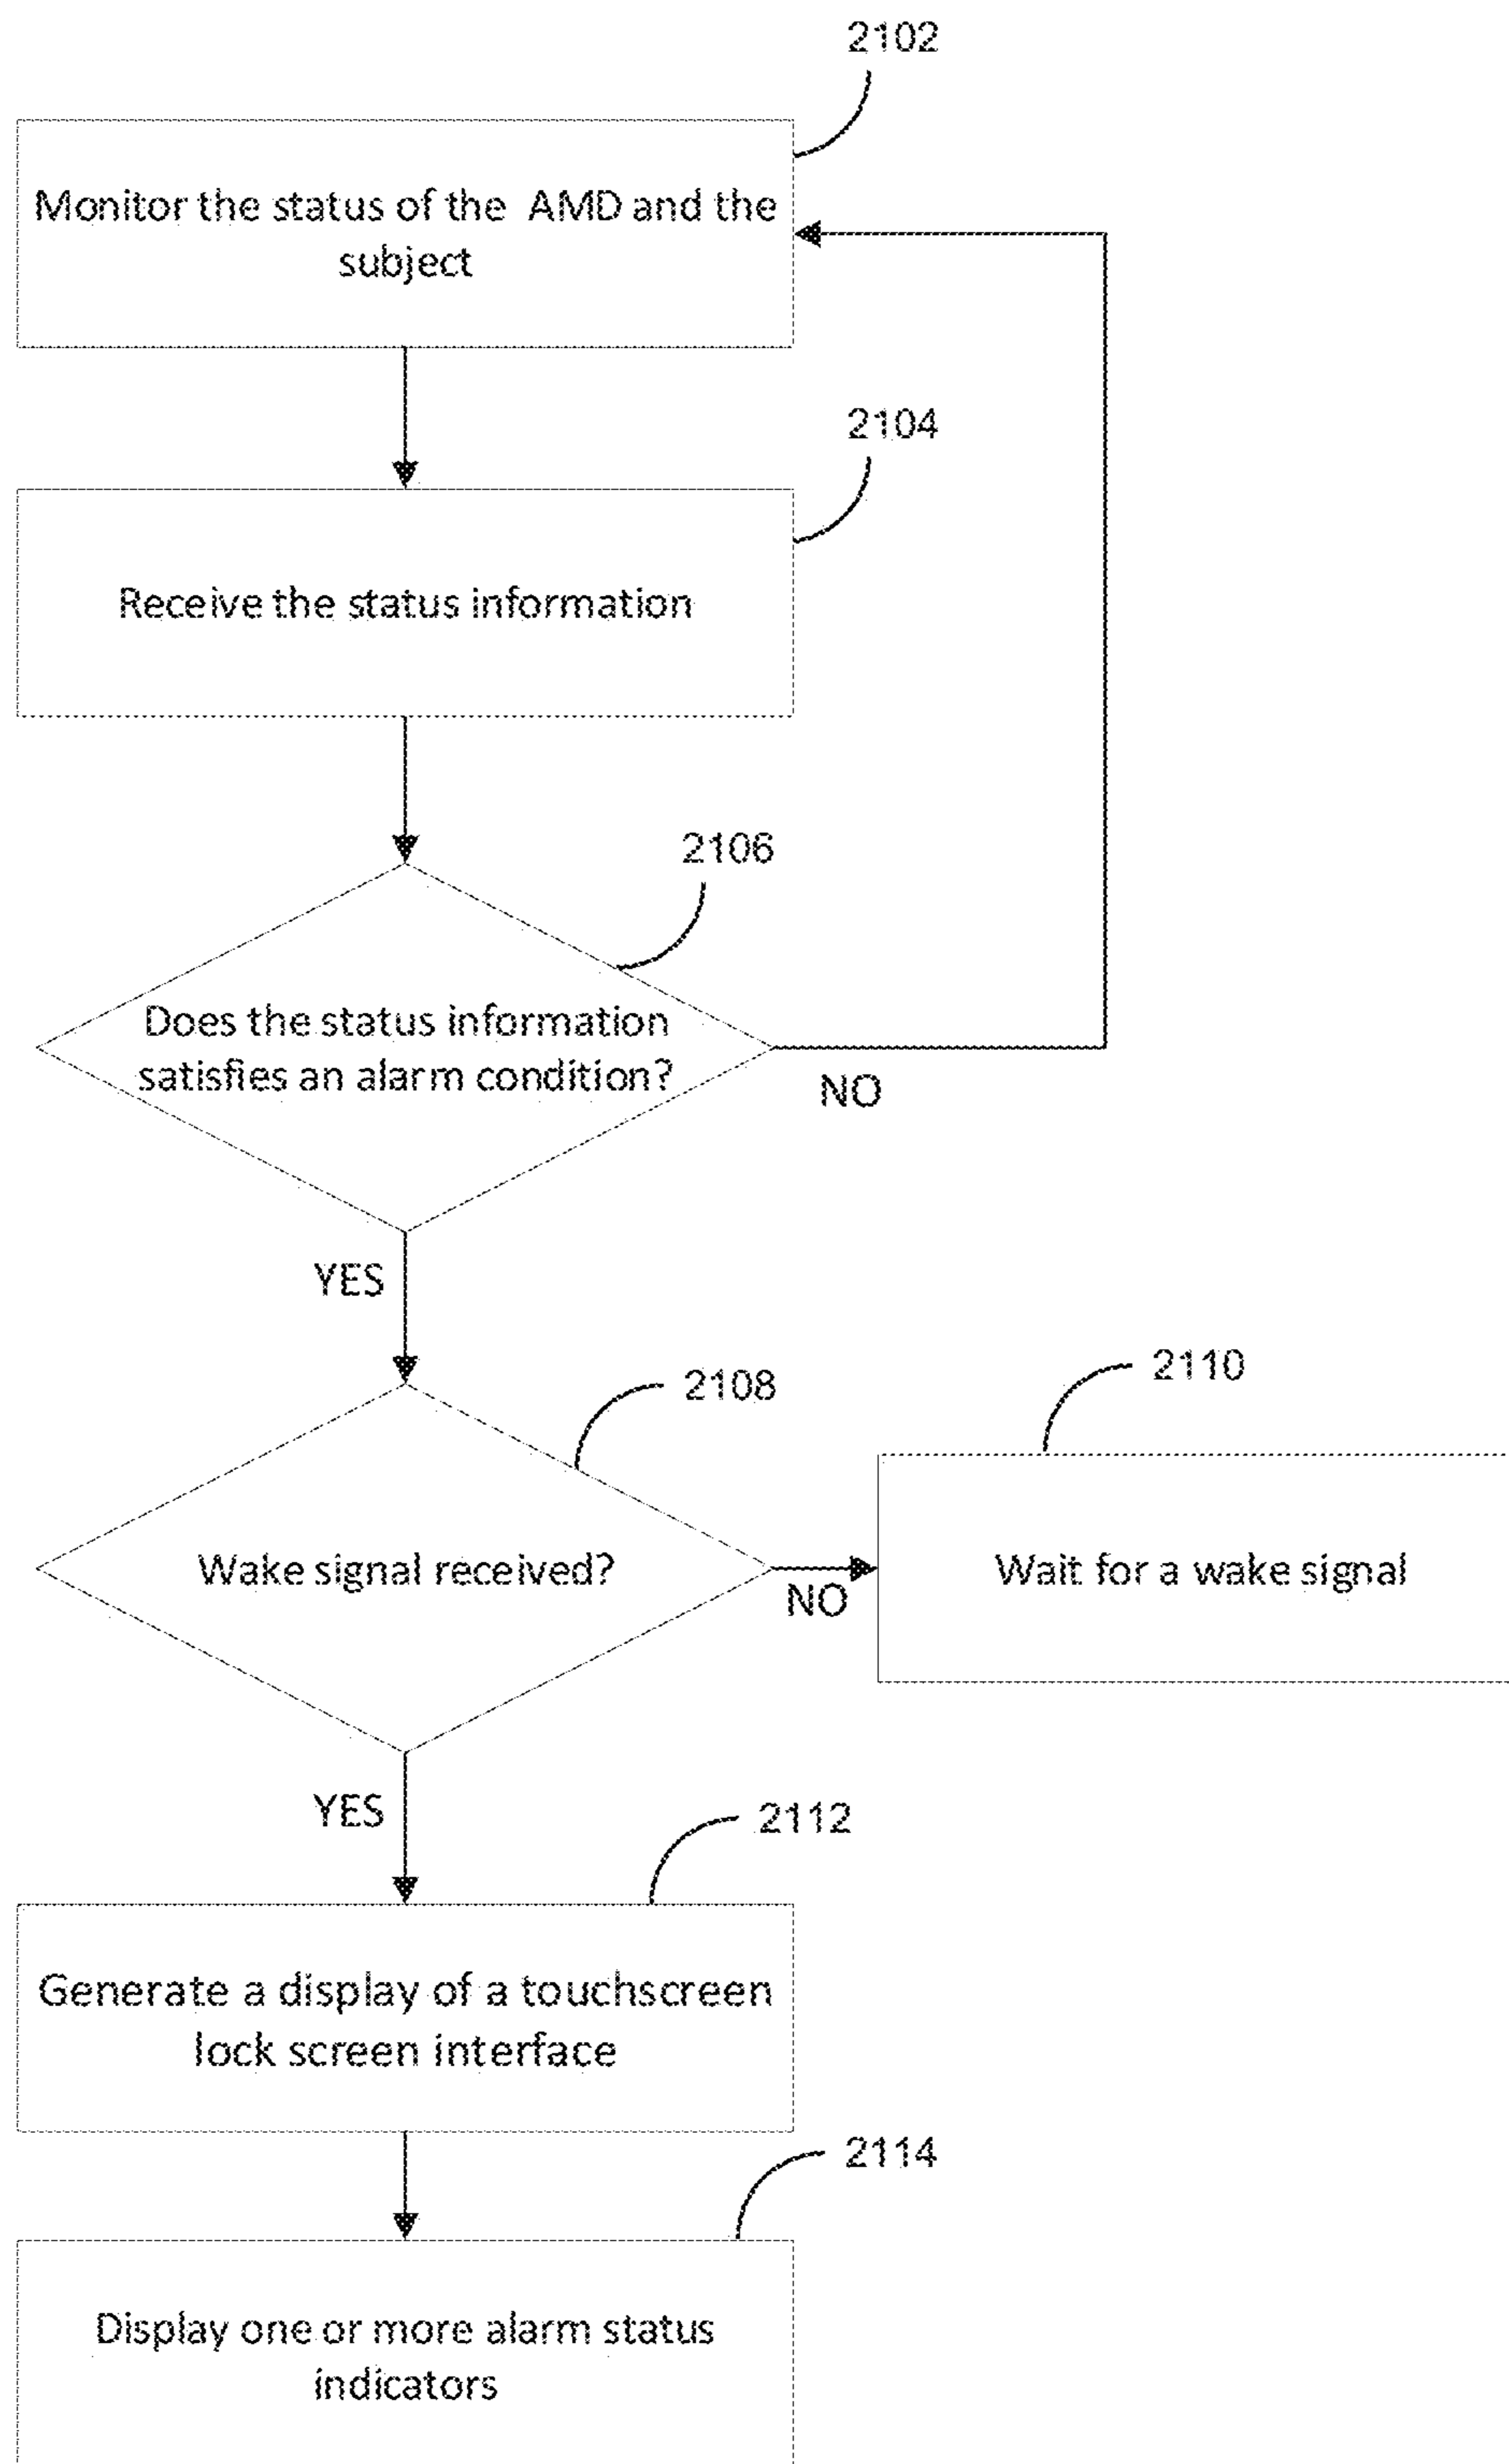 2102
Monitor the status of the AMD and the
subject
2104
Receive the status information
2106
Does the status information
satisfies an alarm condition?
NO
YES
2108
2110
Wake signal received?
NO
Wait for a wake signal
YES
2112
Generate a display of a touchscreen
lock screen interface
2114
Display one or more alarm status
indicators